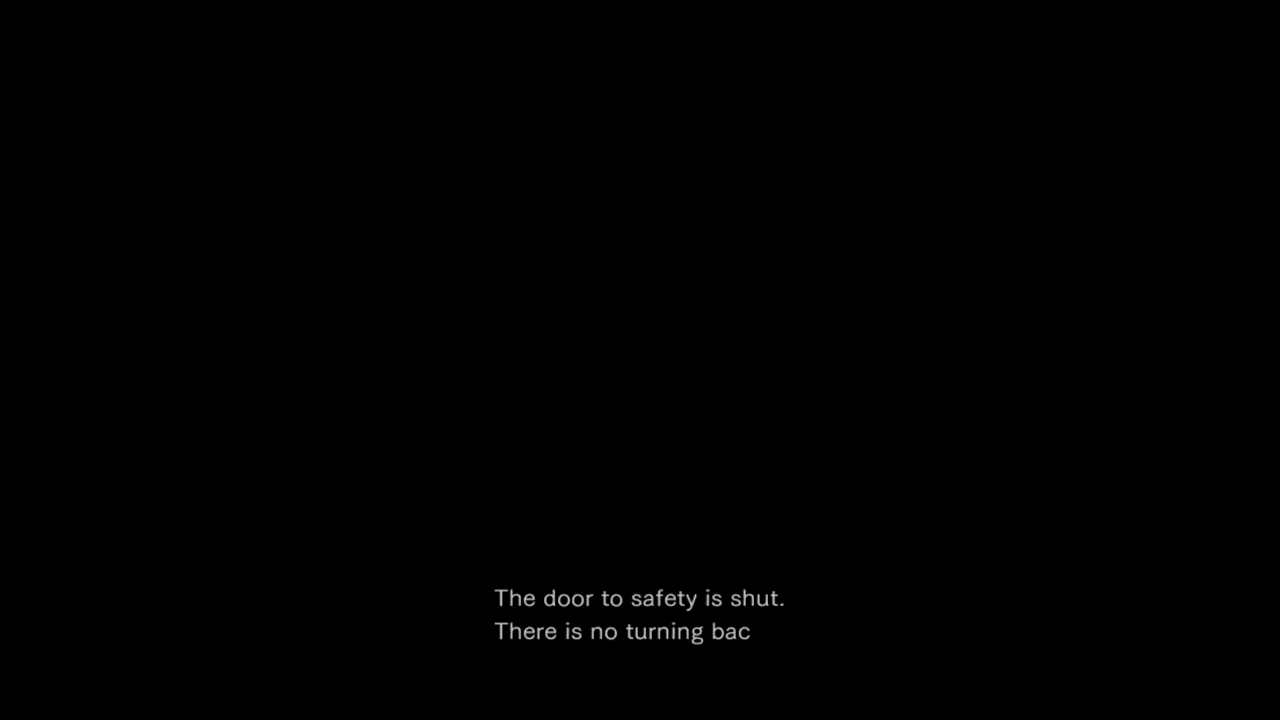 The door to safety is shut.
There is no turning bac